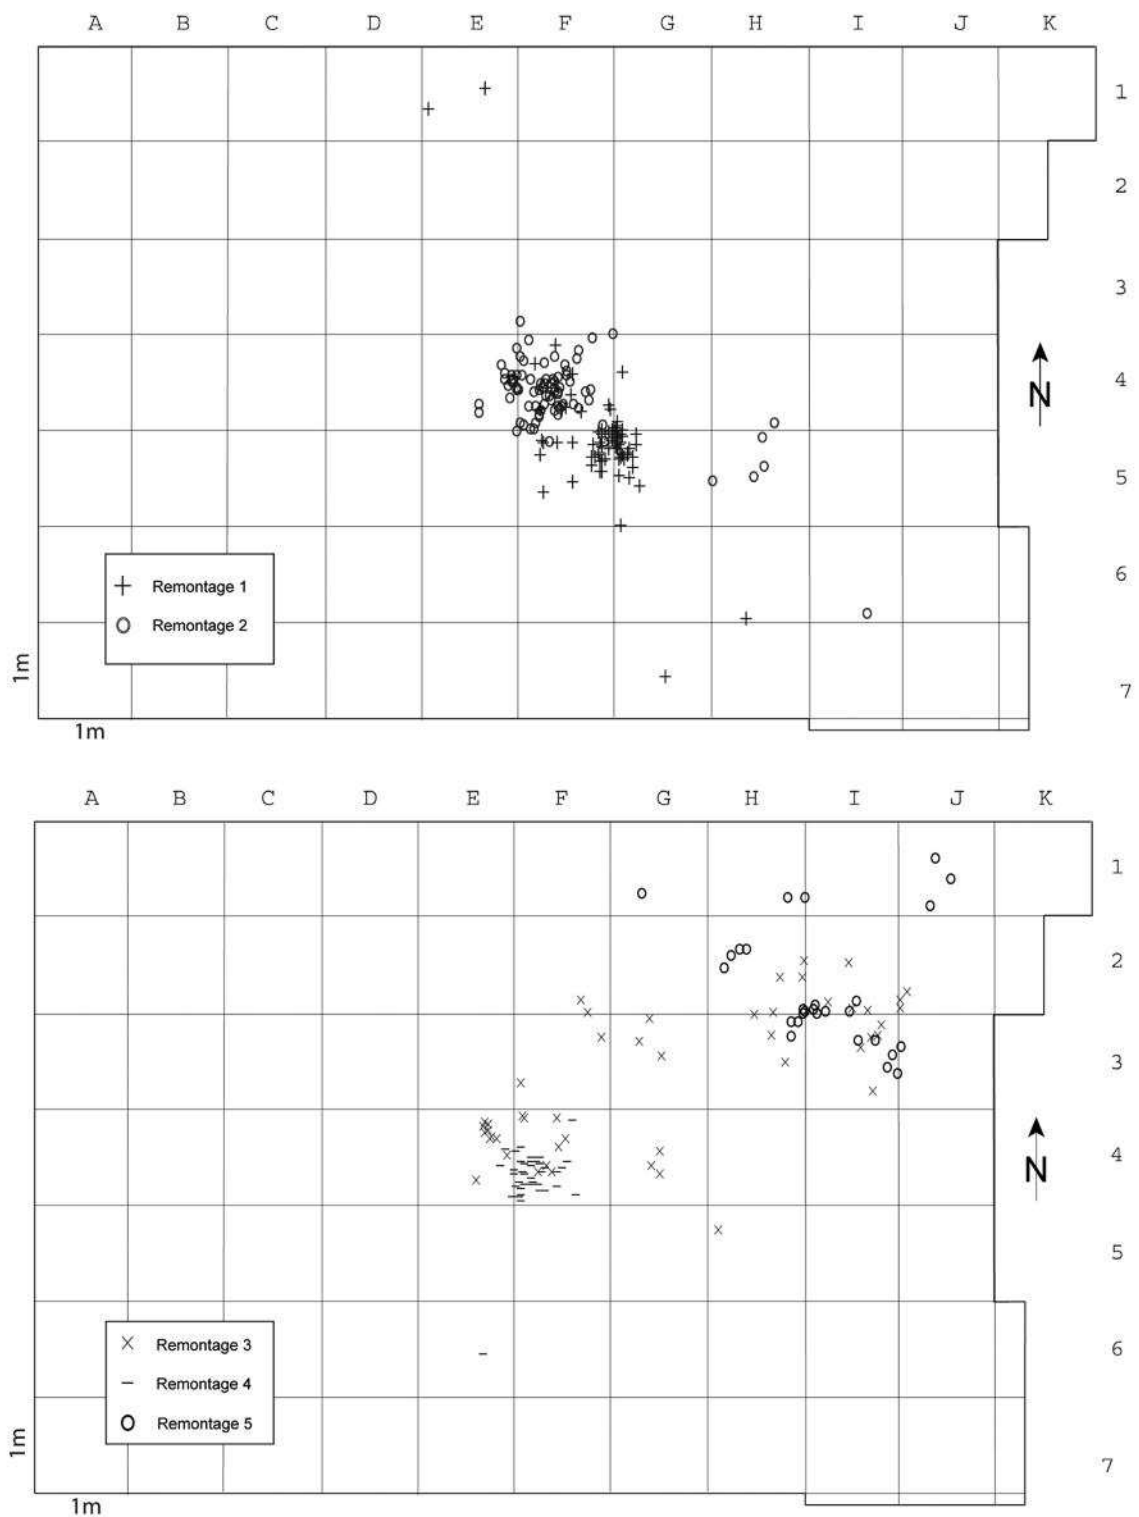 A B C D E F G H I J K
1
2
3
4
5
6
7
N
+ Remontage 1
O Remontage 2
1m
1m
A B C D E F G H I J K
1
2
3
4
5
6
7
N
× Remontage 3
– Remontage 4
O Remontage 5
1m
1m